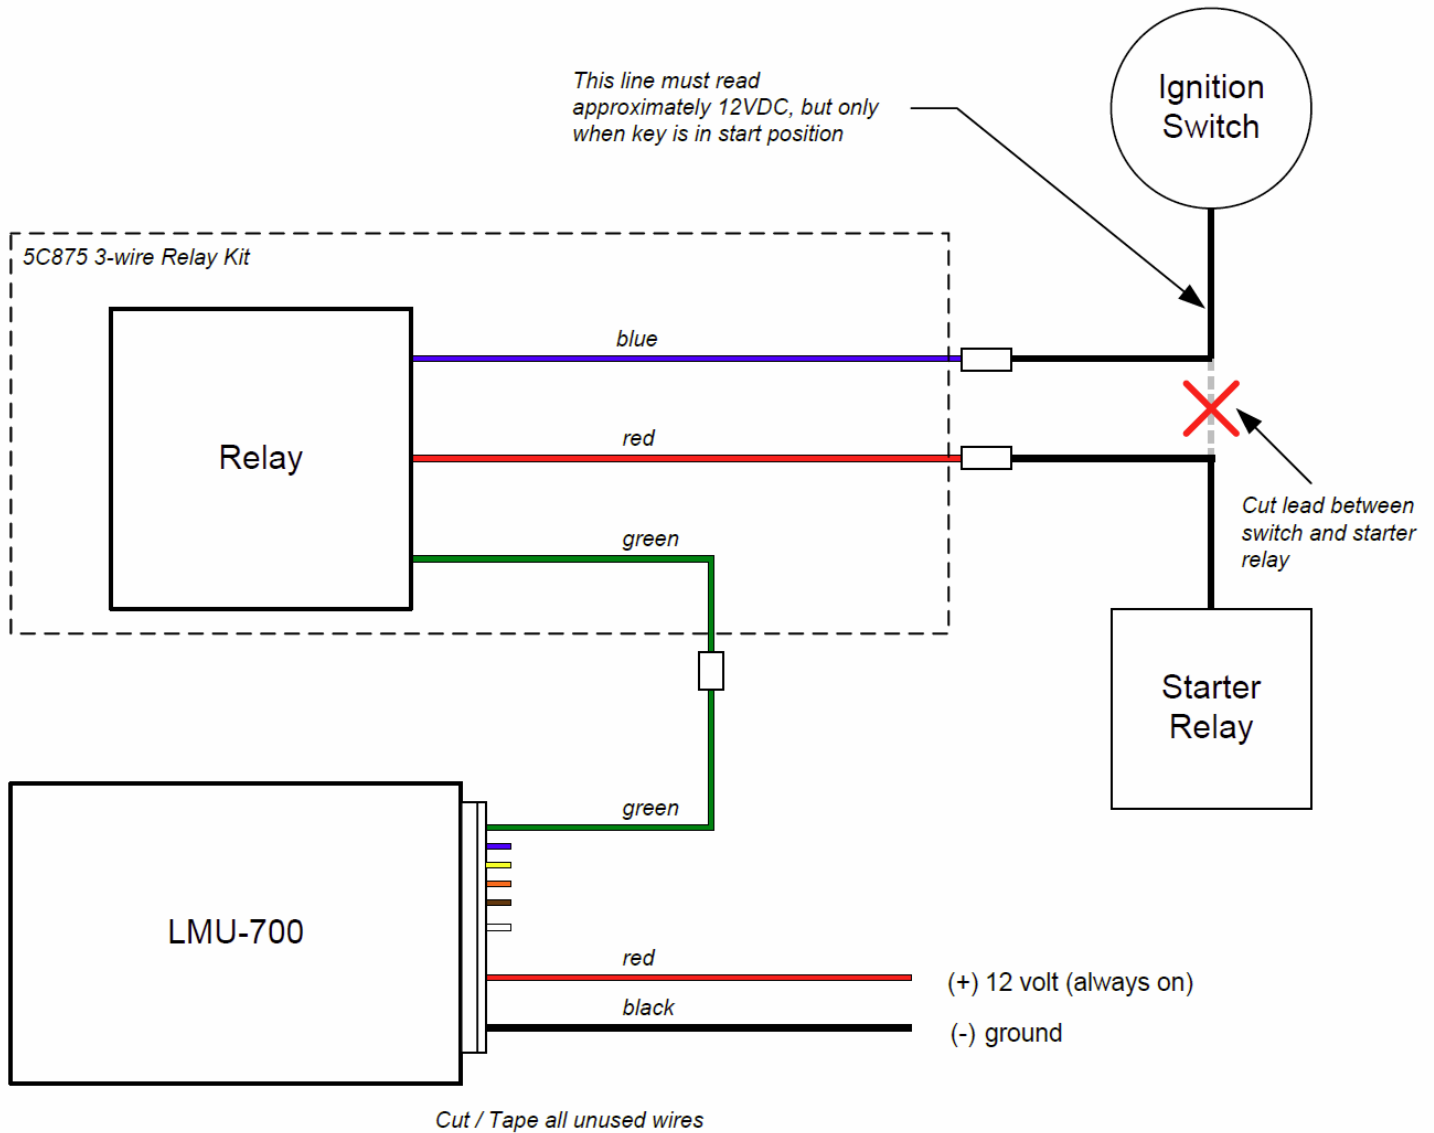 This line must read
approximately 12VDC, but only
when key is in start position
Ignition
Switch
5C875 3-wire Relay Kit
blue
Relay
red
green
Cut lead between
switch and starter
relay
Starter
Relay
green
LMU-700
red
(+) 12 volt (always on)
black
(-) ground
Cut / Tape all unused wires